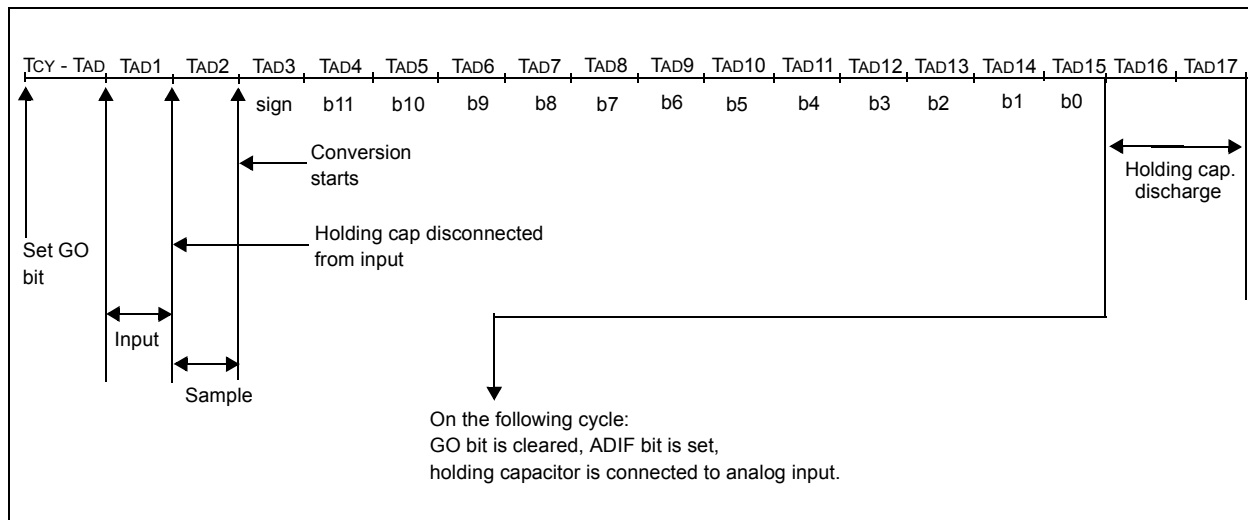 TCY - TAD TAD1 TAD2 TAD3 TAD4 TAD5 TAD6 TAD7 TAD8 TAD9 TAD10 TAD11 TAD12 TAD13 TAD14 TAD15 TAD16 TAD17
sign b11 b10 b9 b8 b7 b6 b5 b4 b3 b2 b1 b0
Conversion
starts
Holding cap.
discharge
Set GO
bit
Holding cap disconnected
from input
Input
Sample
On the following cycle:
GO bit is cleared, ADIF bit is set,
holding capacitor is connected to analog input.